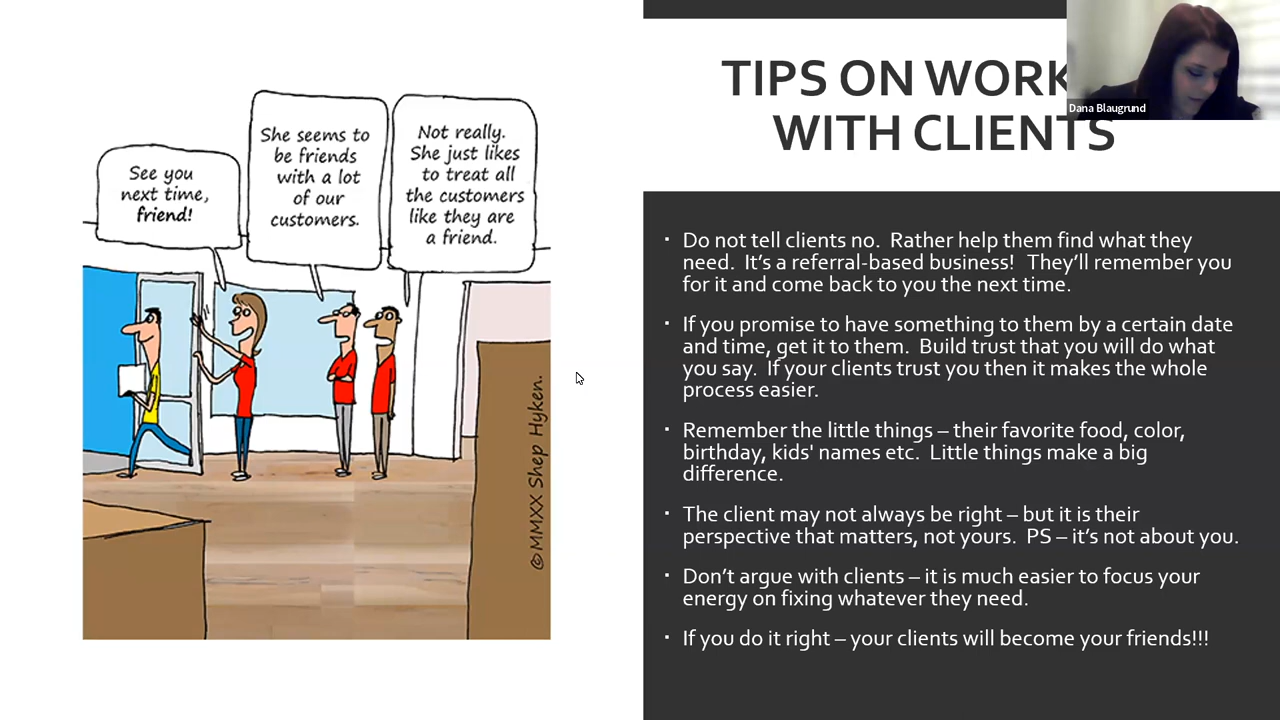 See you
next time,
friend!
She seems to
be friends
with a lot
of our
customers.
Not really.
She just likes
to treat all
the customers
like they are
a friend.
©MMXX Shep Hyken.
TIPS ON WORK
WITH CLIENTS
Dana Blaugrund
· Do not tell clients no.  Rather help them find what they
need.  It’s a referral-based business!   They’ll remember you
for it and come back to you the next time.
· If you promise to have something to them by a certain date
and time, get it to them.  Build trust that you will do what
you say.  If your clients trust you then it makes the whole
process easier.
· Remember the little things – their favorite food, color,
birthday, kids' names etc.  Little things make a big
difference.
· The client may not always be right – but it is their
perspective that matters, not yours.  PS – it’s not about you.
· Don’t argue with clients – it is much easier to focus your
energy on fixing whatever they need.
· If you do it right – your clients will become your friends!!!